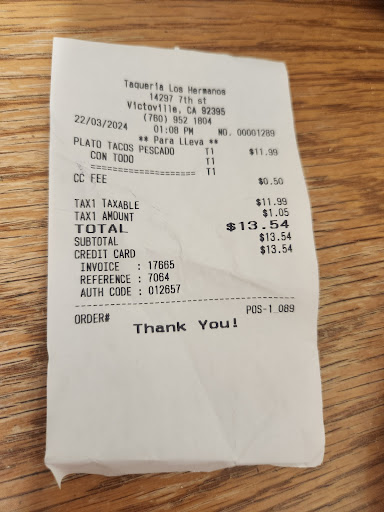 Taqueria Los Hermanos
14297 7th st
Victoville, CA 92395
(760) 952 1804
22/03/2024 01:08 PM NO. 00001289
** Para LLeva **
PLATO TACOS PESCADO T1 $11.99
CON TODO T1
==================== T1
CC FEE $0.50
TAX1 TAXABLE $11.99
TAX1 AMOUNT $1.05
TOTAL $13.54
SUBTOTAL $13.54
CREDIT CARD $13.54
INVOICE : 17665
REFERENCE : 7064
AUTH CODE : 012657
ORDER# POS-1_089
Thank You!